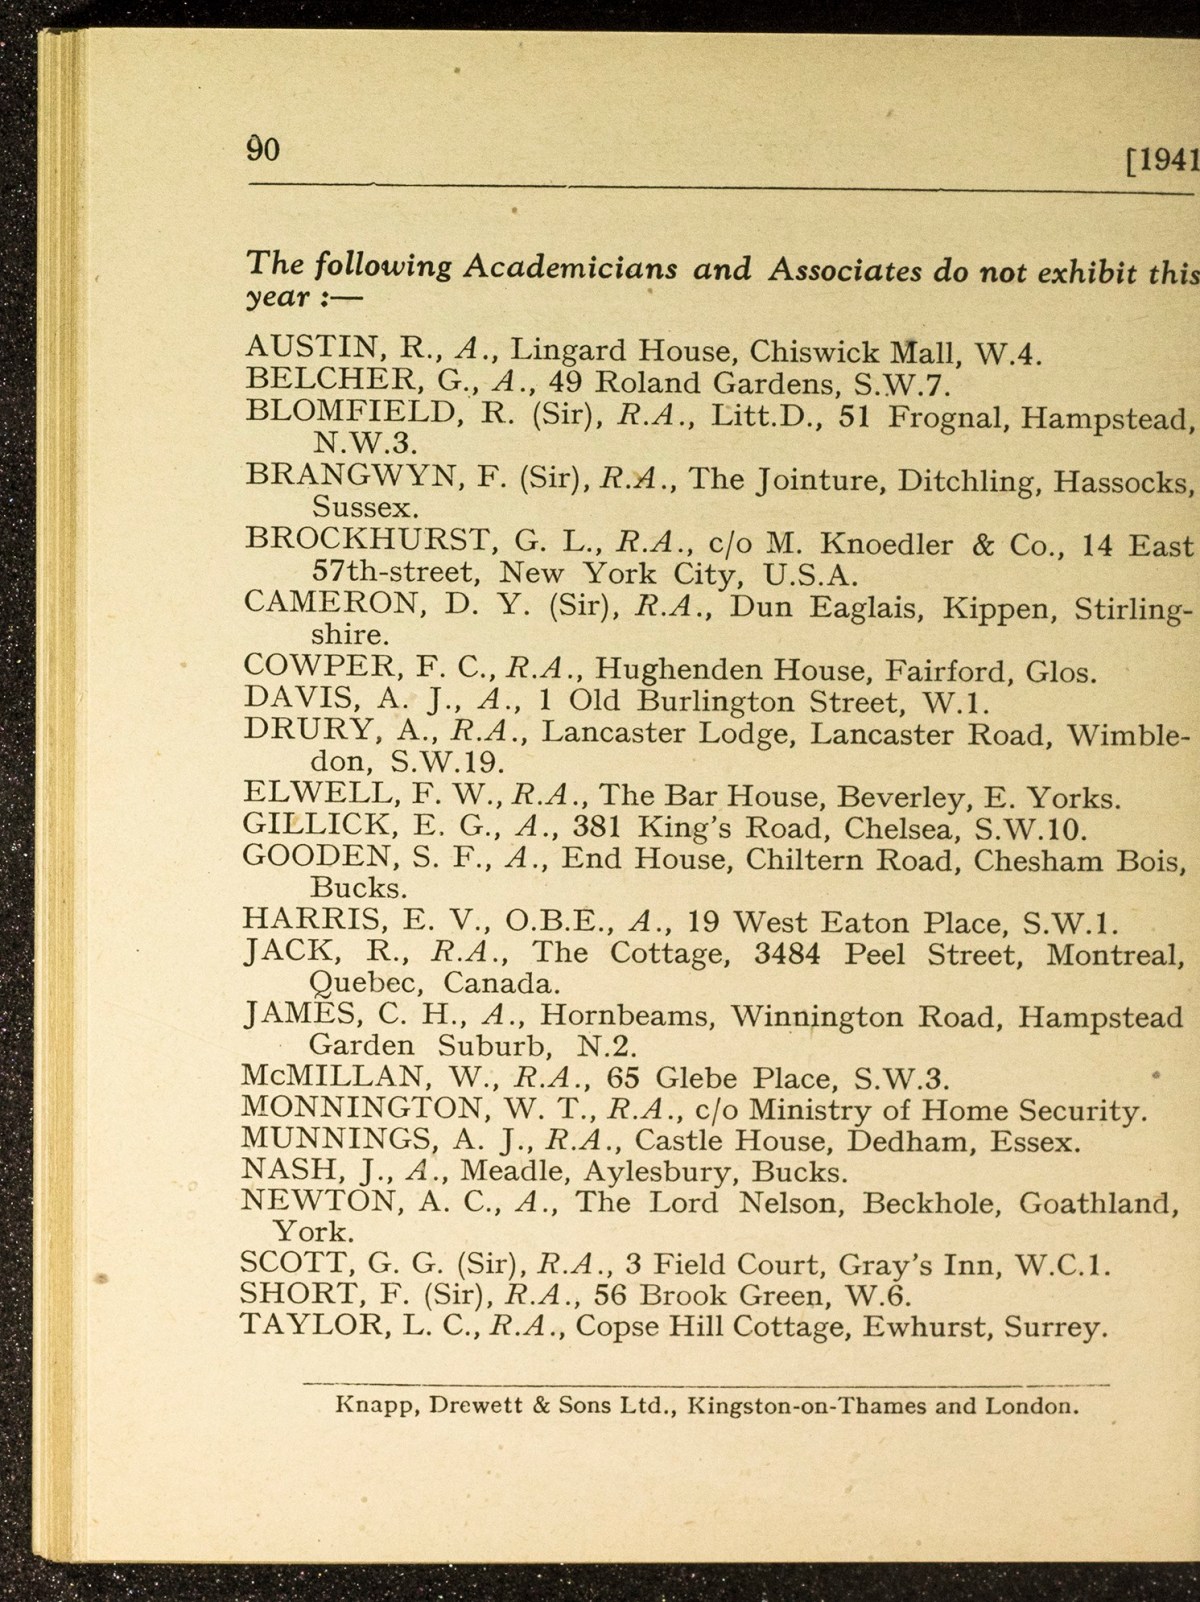 90
[1941
The following Academicians and Associates do not exhibit this
year :—
AUSTIN, R., A., Lingard House, Chiswick Mall, W.4.
BELCHER, G., A., 49 Roland Gardens, S.W.7.
BLOMFIELD, R. (Sir), R.A., Litt.D., 51 Frognal, Hampstead,
N.W.3.
BRANGWYN, F. (Sir), R.A., The Jointure, Ditchling, Hassocks,
Sussex.
BROCKHURST, G. L., R.A., c/o M. Knoedler & Co., 14 East
57th-street, New York City, U.S.A.
CAMERON, D. Y. (Sir), R.A., Dun Eaglais, Kippen, Stirling-
shire.
COWPER, F. C., R.A., Hughenden House, Fairford, Glos.
DAVIS, A. J., A., 1 Old Burlington Street, W.1.
DRURY, A., R.A., Lancaster Lodge, Lancaster Road, Wimble-
don, S.W.19.
ELWELL, F. W., R.A., The Bar House, Beverley, E. Yorks.
GILLICK, E. G., A., 381 King's Road, Chelsea, S.W.10.
GOODEN, S. F., A., End House, Chiltern Road, Chesham Bois,
Bucks.
HARRIS, E. V., O.B.E., A., 19 West Eaton Place, S.W.1.
JACK, R., R.A., The Cottage, 3484 Peel Street, Montreal,
Quebec, Canada.
JAMES, C. H., A., Hornbeams, Winnington Road, Hampstead
Garden Suburb, N.2.
McMILLAN, W., R.A., 65 Glebe Place, S.W.3.
MONNINGTON, W. T., R.A., c/o Ministry of Home Security.
MUNNINGS, A. J., R.A., Castle House, Dedham, Essex.
NASH, J., A., Meadle, Aylesbury, Bucks.
NEWTON, A. C., A., The Lord Nelson, Beckhole, Goathland,
York.
SCOTT, G. G. (Sir), R.A., 3 Field Court, Gray's Inn, W.C.1.
SHORT, F. (Sir), R.A., 56 Brook Green, W.6.
TAYLOR, L. C., R.A., Copse Hill Cottage, Ewhurst, Surrey.
Knapp, Drewett & Sons Ltd., Kingston-on-Thames and London.